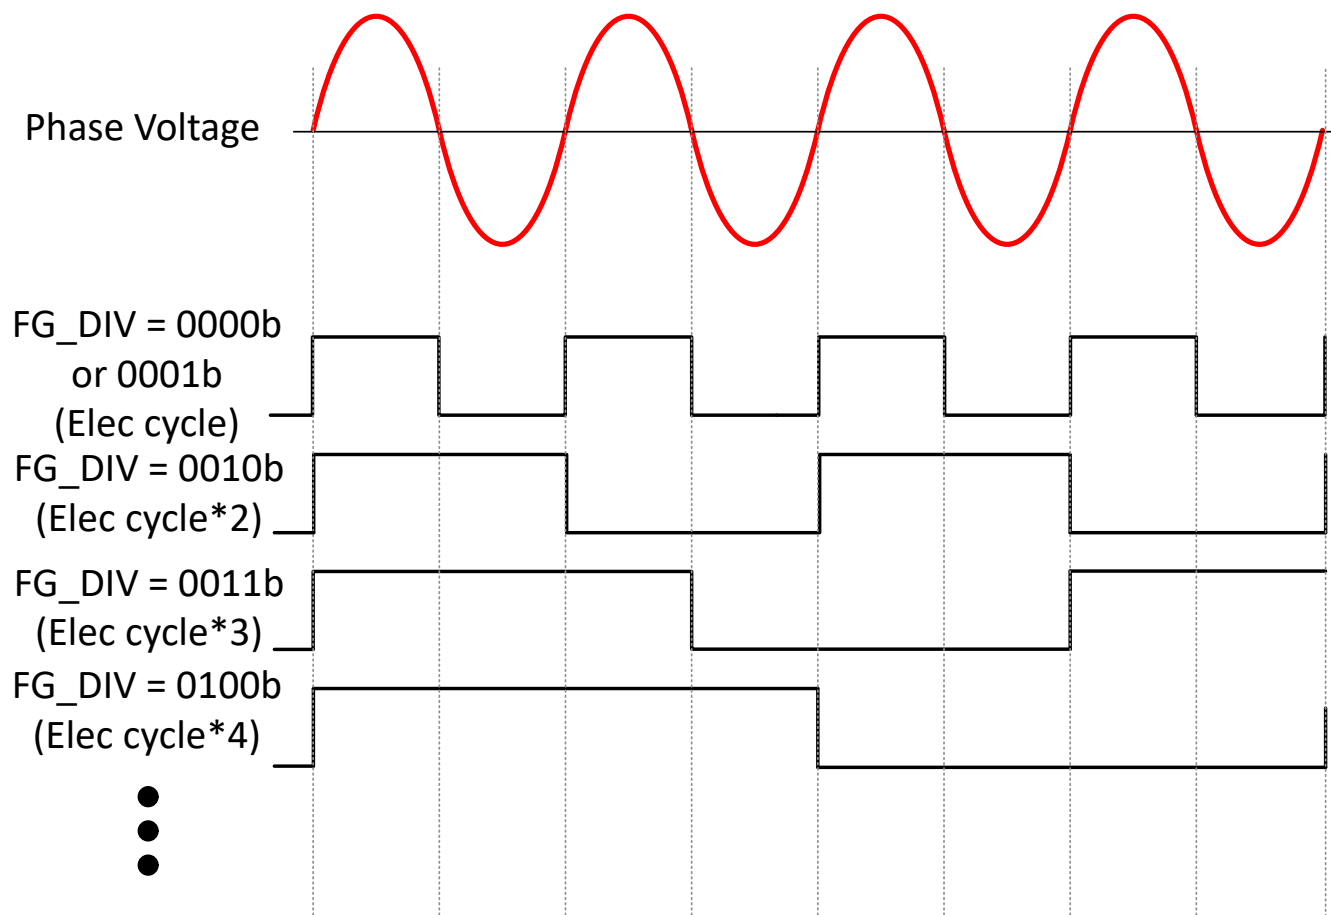 Phase Voltage
FG_DIV = 0000b
or 0001b
(Elec cycle)
FG_DIV = 0010b
(Elec cycle*2)
FG_DIV = 0011b
(Elec cycle*3)
FG_DIV = 0100b
(Elec cycle*4)